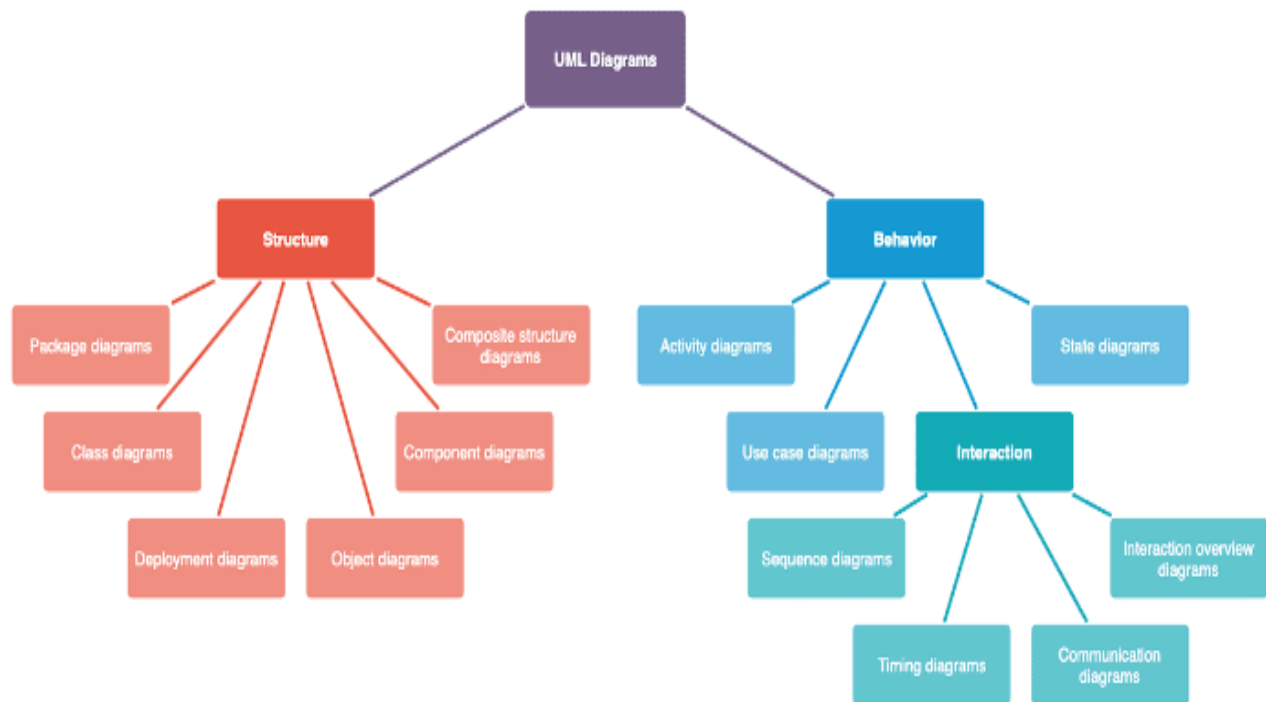 UML Diagrams
Structure
Behavior
Package diagrams
Composite structure
diagrams
Activity diagrams
State diagrams
Class diagrams
Component diagrams
Use case diagrams
Interaction
Deployment diagrams
Object diagrams
Sequence diagrams
Interaction overview
diagrams
Timing diagrams
Communication
diagrams